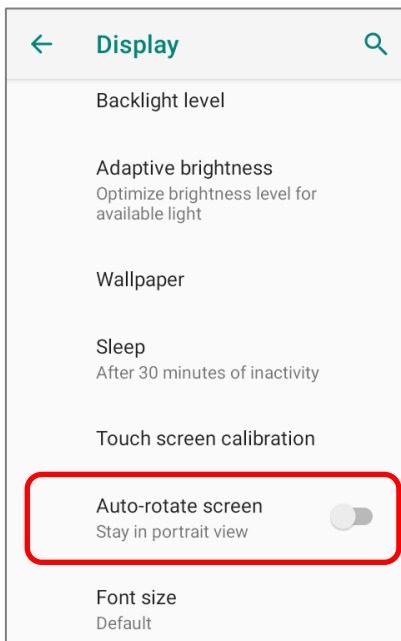 Display
Backlight level
Adaptive brightness
Optimize brightness level for
available light
Wallpaper
Sleep
After 30 minutes of inactivity
Touch screen calibration
Auto-rotate screen
Stay in portrait view
Font size
Default